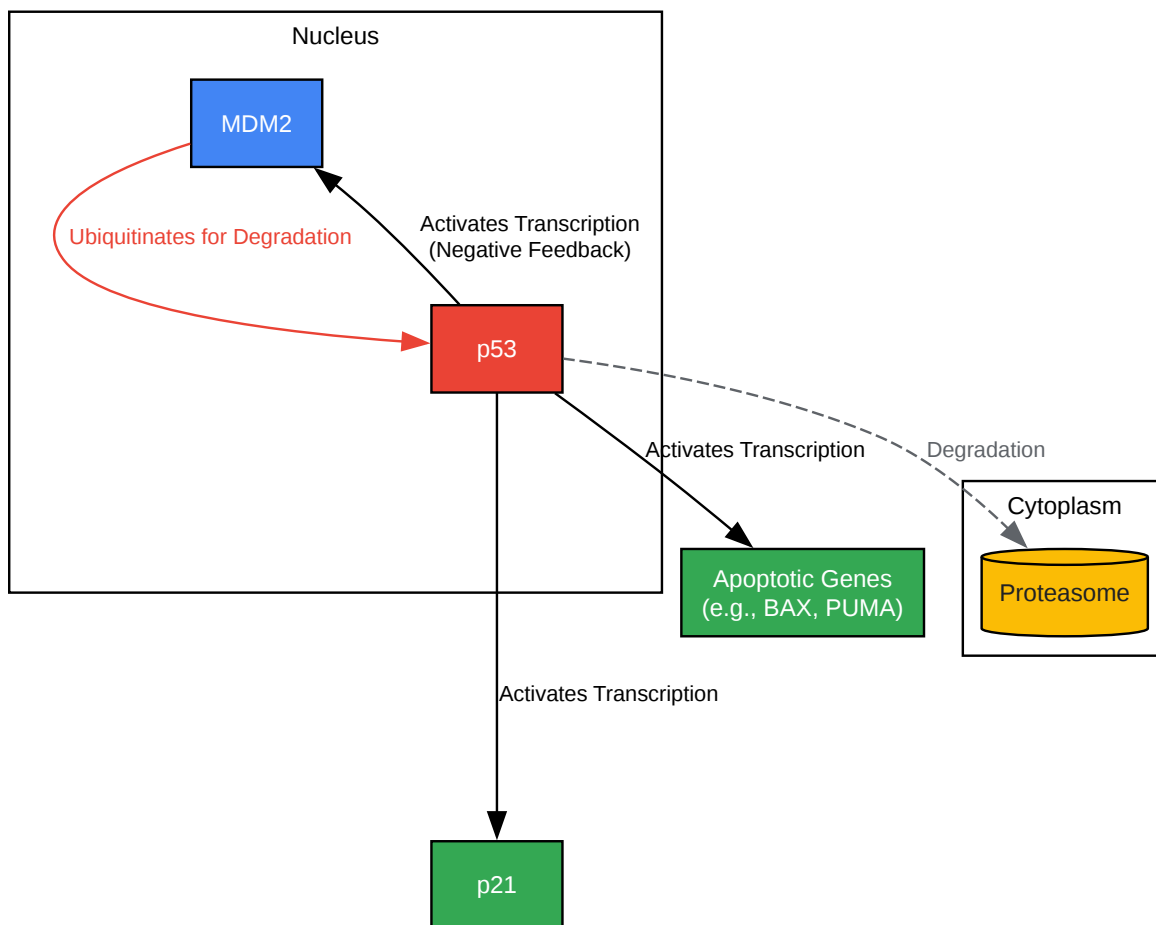 Nucleus
MDM2
Ubiquitinates for Degradation
Activates Transcription
(Negative Feedback)
p53
Activates Transcription
Degradation
Cytoplasm
Apoptotic Genes
(e.g., BAX, PUMA)
Proteasome
Activates Transcription
p21